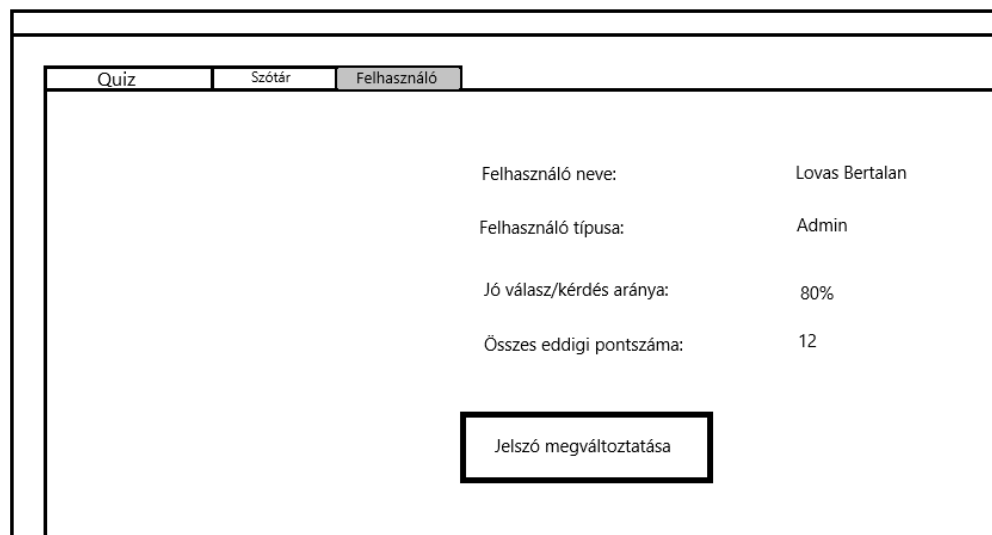 Quiz Szótár Felhasználó
Felhasználó neve: Lovas Bertalan
Felhasználó típusa: Admin
Jó válasz/kérdés aránya: 80%
Összes eddigi pontszáma: 12
Jelszó megváltoztatása